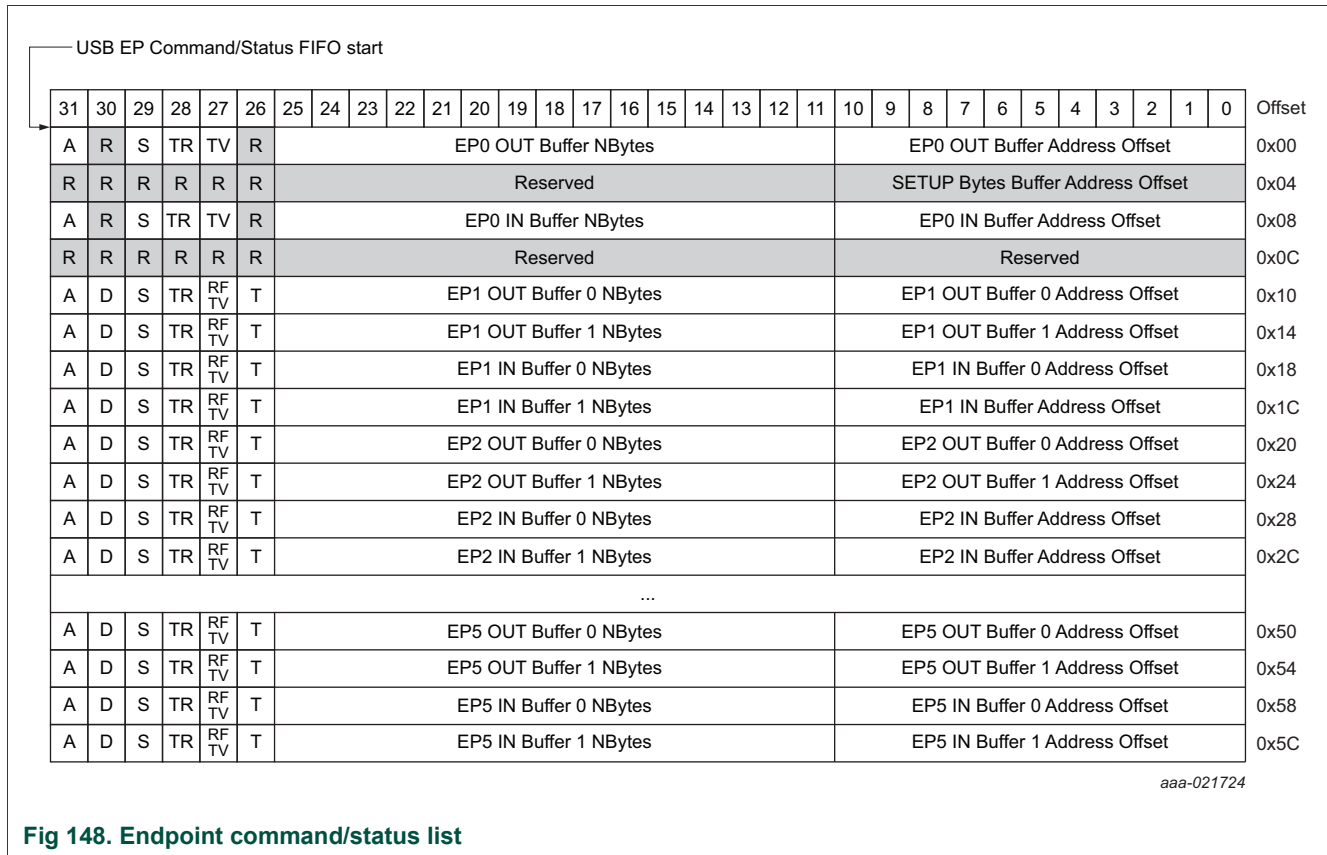 USB EP Command/Status FIFO start
31 30 29 28 27 26 25 24 23 22 21 20 19 18 17 16 15 14 13 12 11 10 9 8 7 6 5 4 3 2 1 0 Offset
A R S TR TV R EP0 OUT Buffer NBytes EP0 OUT Buffer Address Offset 0x00
R R R R R R Reserved SETUP Bytes Buffer Address Offset 0x04
A R S TR TV R EP0 IN Buffer NBytes EP0 IN Buffer Address Offset 0x08
R R R R R R Reserved Reserved 0x0C
A D S TR RF TV T EP1 OUT Buffer 0 NBytes EP1 OUT Buffer 0 Address Offset 0x10
A D S TR RF TV T EP1 OUT Buffer 1 NBytes EP1 OUT Buffer 1 Address Offset 0x14
A D S TR RF TV T EP1 IN Buffer 0 NBytes EP1 IN Buffer 0 Address Offset 0x18
A D S TR RF TV T EP1 IN Buffer 1 NBytes EP1 IN Buffer Address Offset 0x1C
A D S TR RF TV T EP2 OUT Buffer 0 NBytes EP2 OUT Buffer 0 Address Offset 0x20
A D S TR RF TV T EP2 OUT Buffer 1 NBytes EP2 OUT Buffer 1 Address Offset 0x24
A D S TR RF TV T EP2 IN Buffer 0 NBytes EP2 IN Buffer Address Offset 0x28
A D S TR RF TV T EP2 IN Buffer 1 NBytes EP2 IN Buffer Address Offset 0x2C
...
A D S TR RF TV T EP5 OUT Buffer 0 NBytes EP5 OUT Buffer 0 Address Offset 0x50
A D S TR RF TV T EP5 OUT Buffer 1 NBytes EP5 OUT Buffer 1 Address Offset 0x54
A D S TR RF TV T EP5 IN Buffer 0 NBytes EP5 IN Buffer 0 Address Offset 0x58
A D S TR RF TV T EP5 IN Buffer 1 NBytes EP5 IN Buffer 1 Address Offset 0x5C
aaa-021724
Fig 148. Endpoint command/status list